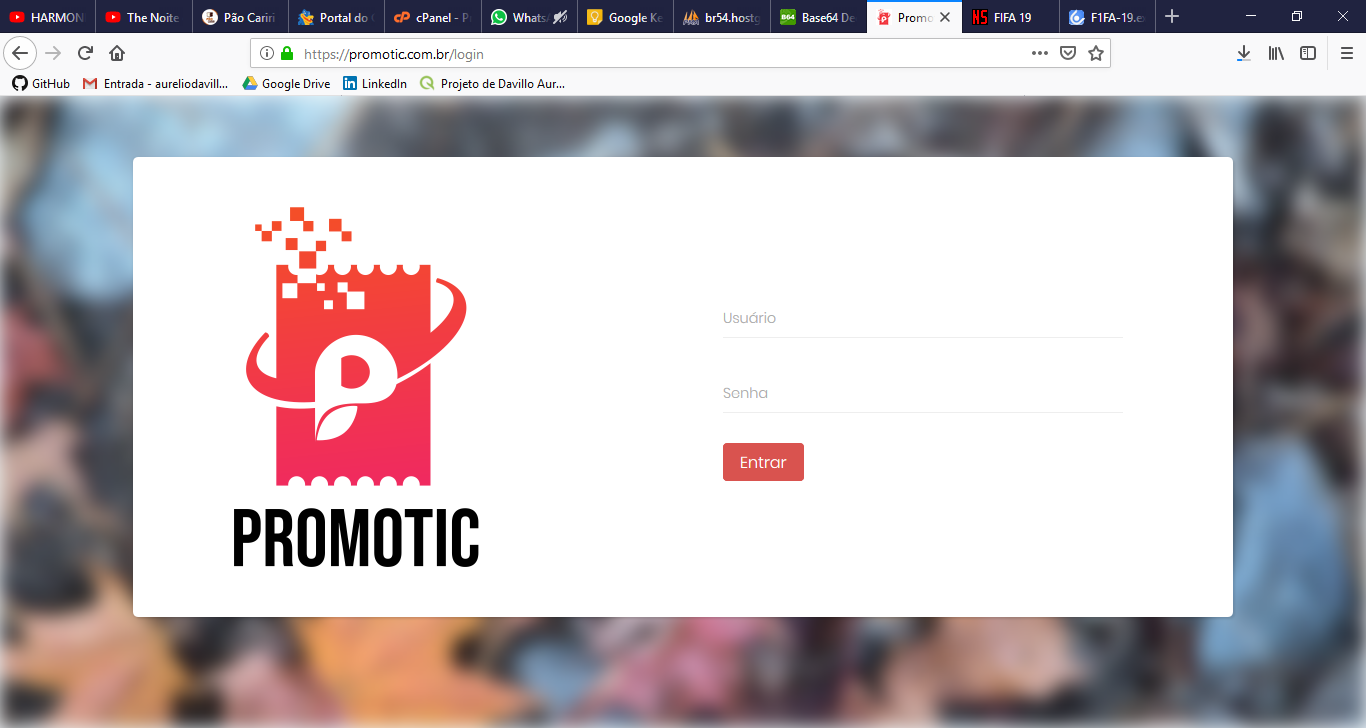 HARMON
The Noite
Pão Cariri
Portal do
cPanel - P
Whats
Google Ke
br54.hostg
B64
Base64 De
Promo
NS
FIFA 19
F1FA-19.e
https://promotic.com.br/login
GitHub
Entrada - aureliodavill...
Google Drive
LinkedIn
Projeto de Davillo Aur...
Usuário
Senha
Entrar
PROMOTIC